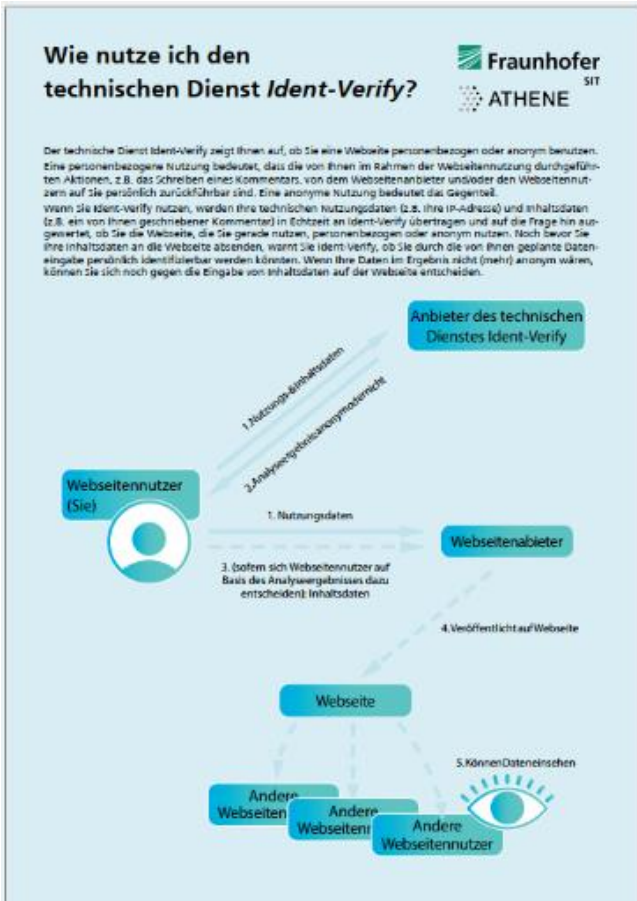 Wie nutze ich den
technischen Dienst Ident-Verify?
Fraunhofer
SIT
ATHENE
Der technische Dienst Ident-Verify zeigt Ihnen auf, ob Sie eine Webseite personenbezogen oder anonym benutzen.
Eine personenbezogene Nutzung bedeutet, dass die von Ihnen im Rahmen der Webseitennutzung durchgeführ-
ten Aktionen, z.B. das Schreiben eines Kommentars, von dem Webseitenanbieter und/oder den Webseitennut-
zern auf Sie persönlich zurückführbar sind. Eine anonyme Nutzung bedeutet das Gegenteil.
Wenn Sie Ident-Verify nutzen, werden Ihre technischen Nutzungsdaten (z.B. Ihre IP-Adresse) und Inhaltsdaten
(z.B. ein von Ihnen geschriebener Kommentar) in Echtzeit an Ident-Verify übertragen und auf die Frage hin aus-
gewertet, ob Sie die Webseite, die Sie gerade nutzen, personenbezogen oder anonym nutzen. Noch bevor Sie
Ihre Inhaltsdaten an die Webseite absenden, warnt Sie Ident-Verify, ob Sie durch die von Ihnen geplante Daten-
eingabe persönlich identifizierbar werden könnten. Wenn Ihre Daten im Ergebnis nicht (mehr) anonym wären,
können Sie sich noch gegen die Eingabe von Inhaltsdaten auf der Webseite entscheiden.
Anbieter des technischen
Dienstes Ident-Verify
1.Nutzungs-&Inhaltsdaten
2.Analyseergebnis:anonymodernicht
Webseitennutzer
(Sie)
1. Nutzungsdaten
Webseitenabieter
3. (sofern sich Webseitennutzer auf
Basis des Analyseergebnisses dazu
entscheiden): Inhaltsdaten
4.VeröffentlichtaufWebseite
Webseite
5.KönnenDateneinsehen
Andere
Andere
Andere
Webseitennutzer